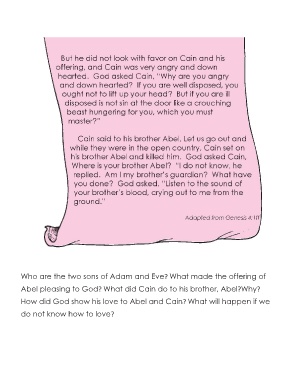 But he did not look with favor on Cain and his
offering, and Cain was very angry and down
hearted. God asked Cain, "Why are you angry
and down hearted? If you are well disposed, you
ought not to lift up your head? But if you are ill
disposed is not sin at the door like a crouching
beast hungering for you, which you must
master?"
Cain said to his brother Abel, Let us go out and
while they were in the open country, Cain set on
his brother Abel and killed him. God asked Cain,
Where is your brother Abel? "I do not know, he
replied. Am I my brother's guardian? What have
you done? God asked, "Listen to the sound of
your brother's blood, crying out to me from the
ground."
Adapted from Genesis 4:1ff
Who are the two sons of Adam and Eve? What made the offering of
Abel pleasing to God? What did Cain do to his brother, Abel?Why?
How did God show his love to Abel and Cain? What will happen if we
do not know how to love?